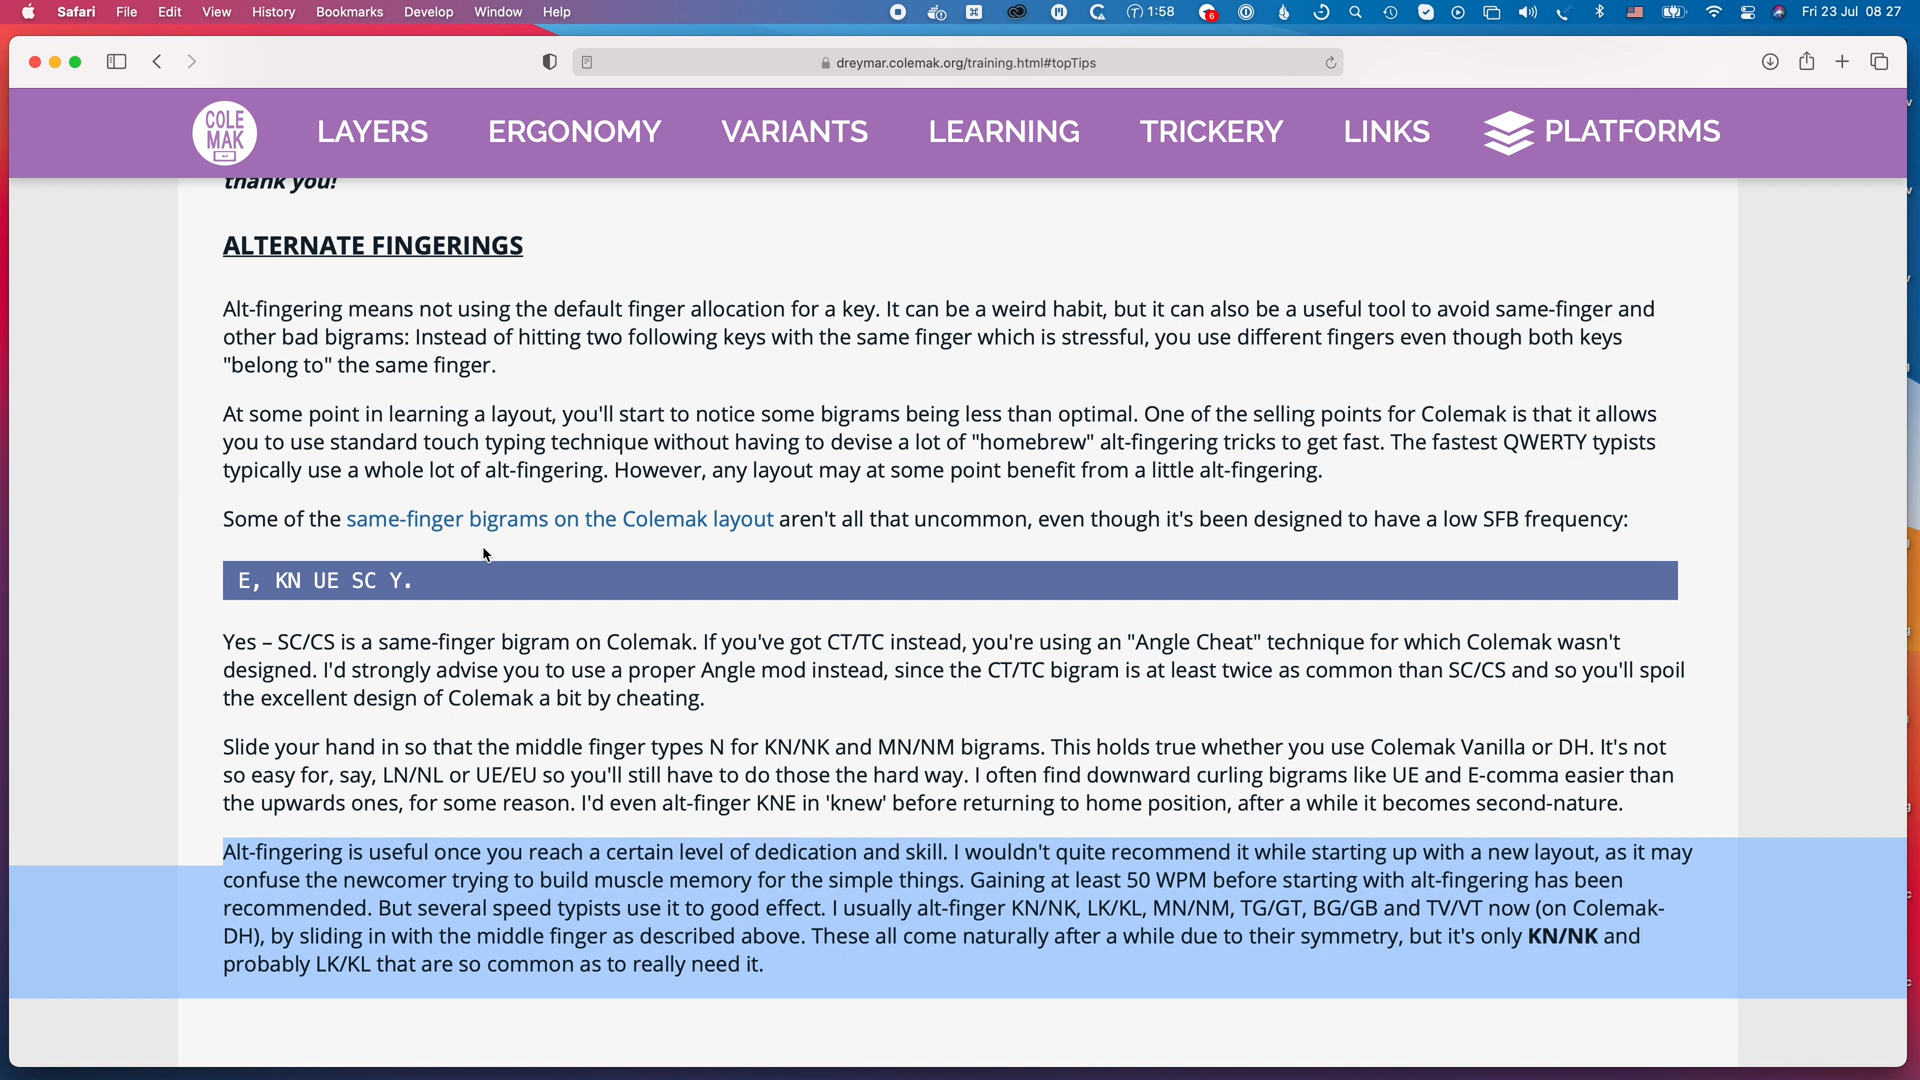 Safari File Edit View History Bookmarks Develop Window Help 1:58 6 Fri 23 Jul 08 27
dreymar.colemak.org/training.html#topTips
COLE
MAK
LAYERS ERGONOMY VARIANTS LEARNING TRICKERY LINKS PLATFORMS
thank you!
ALTERNATE FINGERINGS
Alt-fingering means not using the default finger allocation for a key. It can be a weird habit, but it can also be a useful tool to avoid same-finger and
other bad bigrams: Instead of hitting two following keys with the same finger which is stressful, you use different fingers even though both keys
"belong to" the same finger.
At some point in learning a layout, you'll start to notice some bigrams being less than optimal. One of the selling points for Colemak is that it allows
you to use standard touch typing technique without having to devise a lot of "homebrew" alt-fingering tricks to get fast. The fastest QWERTY typists
typically use a whole lot of alt-fingering. However, any layout may at some point benefit from a little alt-fingering.
Some of the same-finger bigrams on the Colemak layout aren't all that uncommon, even though it's been designed to have a low SFB frequency:
E, KN UE SC Y.
Yes – SC/CS is a same-finger bigram on Colemak. If you've got CT/TC instead, you're using an "Angle Cheat" technique for which Colemak wasn't
designed. I'd strongly advise you to use a proper Angle mod instead, since the CT/TC bigram is at least twice as common than SC/CS and so you'll spoil
the excellent design of Colemak a bit by cheating.
Slide your hand in so that the middle finger types N for KN/NK and MN/NM bigrams. This holds true whether you use Colemak Vanilla or DH. It's not
so easy for, say, LN/NL or UE/EU so you'll still have to do those the hard way. I often find downward curling bigrams like UE and E-comma easier than
the upwards ones, for some reason. I'd even alt-finger KNE in 'knew' before returning to home position, after a while it becomes second-nature.
Alt-fingering is useful once you reach a certain level of dedication and skill. I wouldn't quite recommend it while starting up with a new layout, as it may
confuse the newcomer trying to build muscle memory for the simple things. Gaining at least 50 WPM before starting with alt-fingering has been
recommended. But several speed typists use it to good effect. I usually alt-finger KN/NK, LK/KL, MN/NM, TG/GT, BG/GB and TV/VT now (on Colemak-
DH), by sliding in with the middle finger as described above. These all come naturally after a while due to their symmetry, but it's only KN/NK and
probably LK/KL that are so common as to really need it.